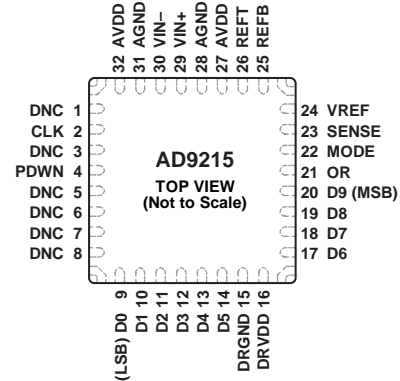 32 AVDD
31 AGND
30 VIN–
29 VIN+
28 AGND
27 AVDD
26 REFT
25 REFB
DNC 1
CLK 2
DNC 3
PDWN 4
DNC 5
DNC 6
DNC 7
DNC 8
AD9215
TOP VIEW
(Not to Scale)
24 VREF
23 SENSE
22 MODE
21 OR
20 D9 (MSB)
19 D8
18 D7
17 D6
(LSB) D0 9
D1 10
D2 11
D3 12
D4 13
D5 14
DRGND 15
DRVDD 16